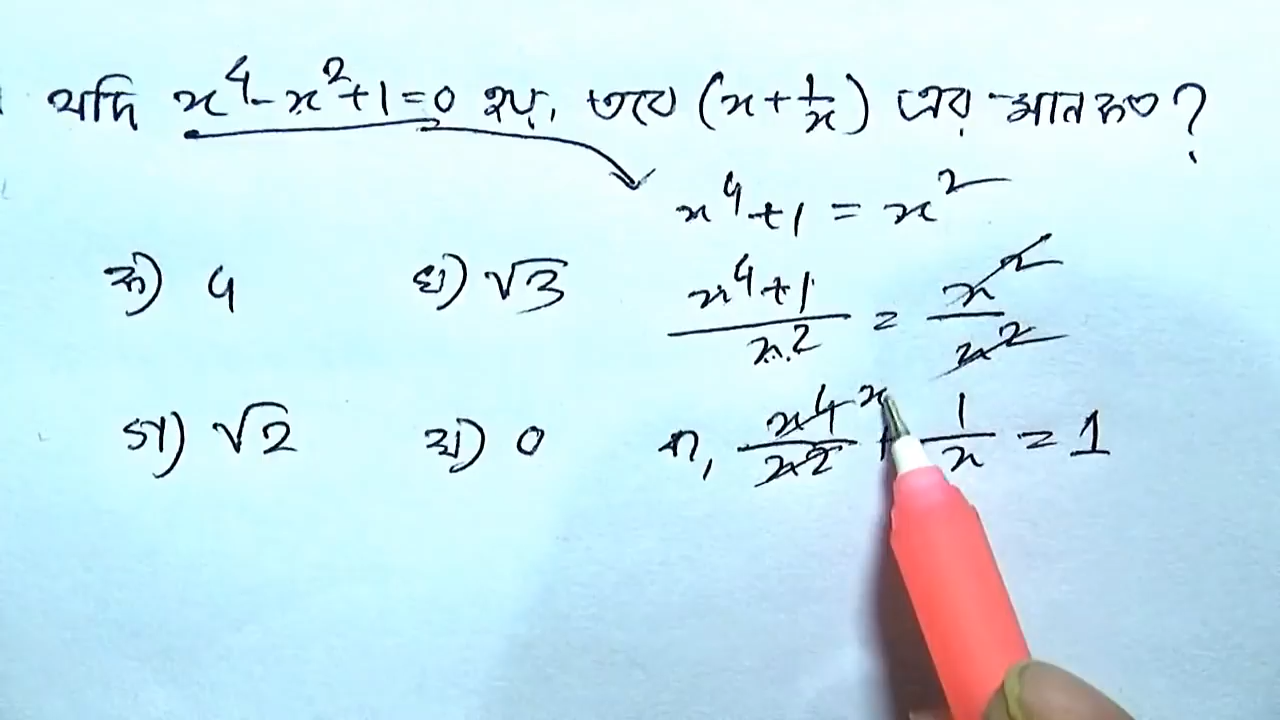 যদি x⁴-x²+1=0 হয়, তবে (x+1/x) এর মান কত?
x⁴+1 = x²
ক) 4 খ) √3
(x⁴+1)/x² = x²/x²
গ) √2 ঘ) 0
বা, x⁴/x² x + 1/x = 1